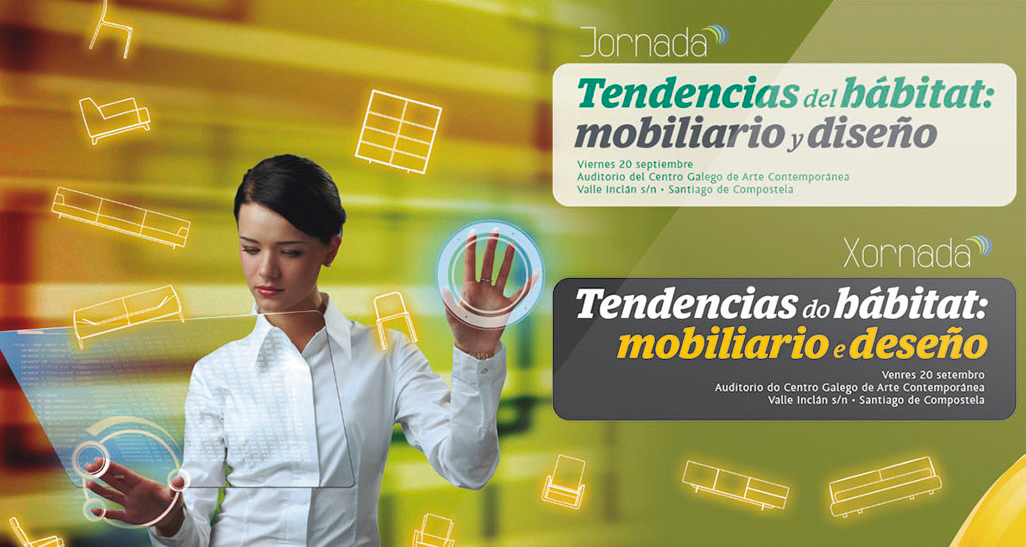 Jornada
Tendencias del hábitat:
mobiliario y diseño
Viernes 20 septiembre
Auditorio del Centro Galego de Arte Contemporánea
Valle Inclán s/n • Santiago de Compostela
Xornada
Tendencias do hábitat:
mobiliario e deseño
Venres 20 setembro
Auditorio do Centro Galego de Arte Contemporánea
Valle Inclán s/n • Santiago de Compostela